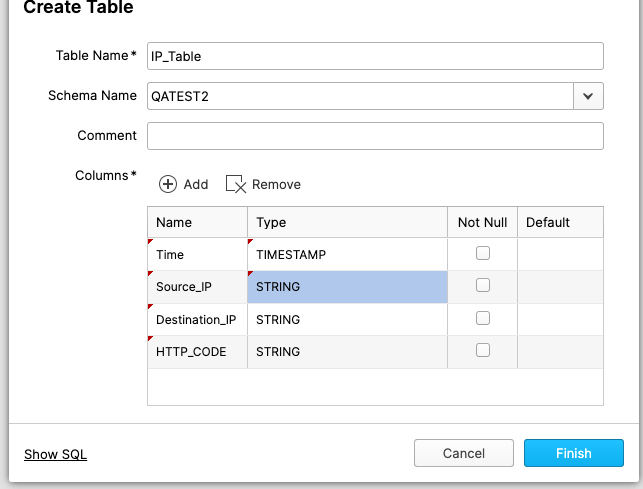 Create Table
Table Name*
IP_Table
Schema Name
QATEST2
Comment
Columns*
Add
Remove
Name Type Not Null Default
Time TIMESTAMP
Source_IP STRING
Destination_IP STRING
HTTP_CODE STRING
Show SQL
Cancel
Finish